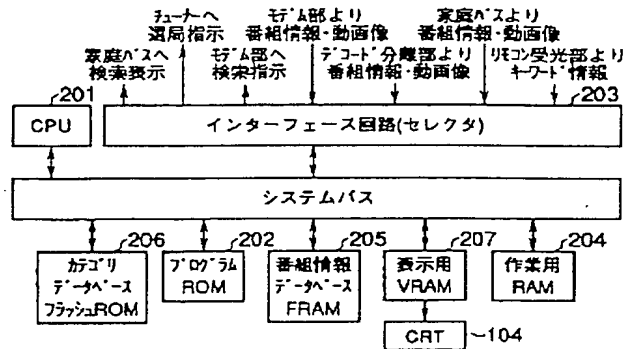 チューナーへ
選局指示
モデム部より
番組情報・動画像
家庭バスより
番組情報・動画像
家庭バスへ
検索指示
モデム部へ
検索指示
デコード分離部より
番組情報・動画像
リモコン受光部より
キーワード情報
201
CPU
203
インターフェース回路(セレクタ)
システムバス
206
カテゴリ
データベース
フラッシュROM
202
プログラム
ROM
205
番組情報
データベース
FRAM
207
表示用
VRAM
204
作業用
RAM
CRT
104